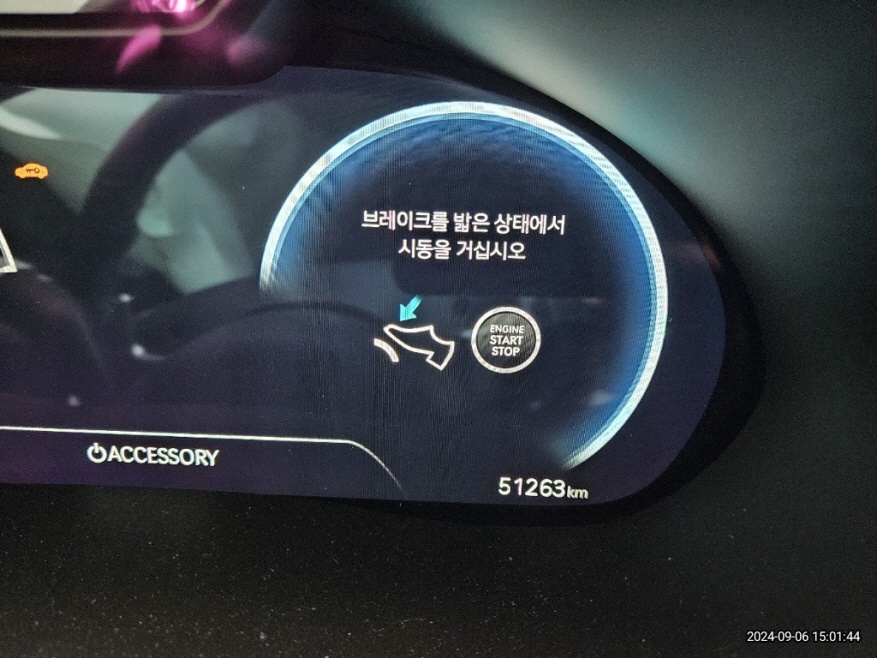 브레이크를 밟은 상태에서
시동을 거십시오
ENGINE
START
STOP
ACCESSORY
51263km
2024-09-06 15:01:44